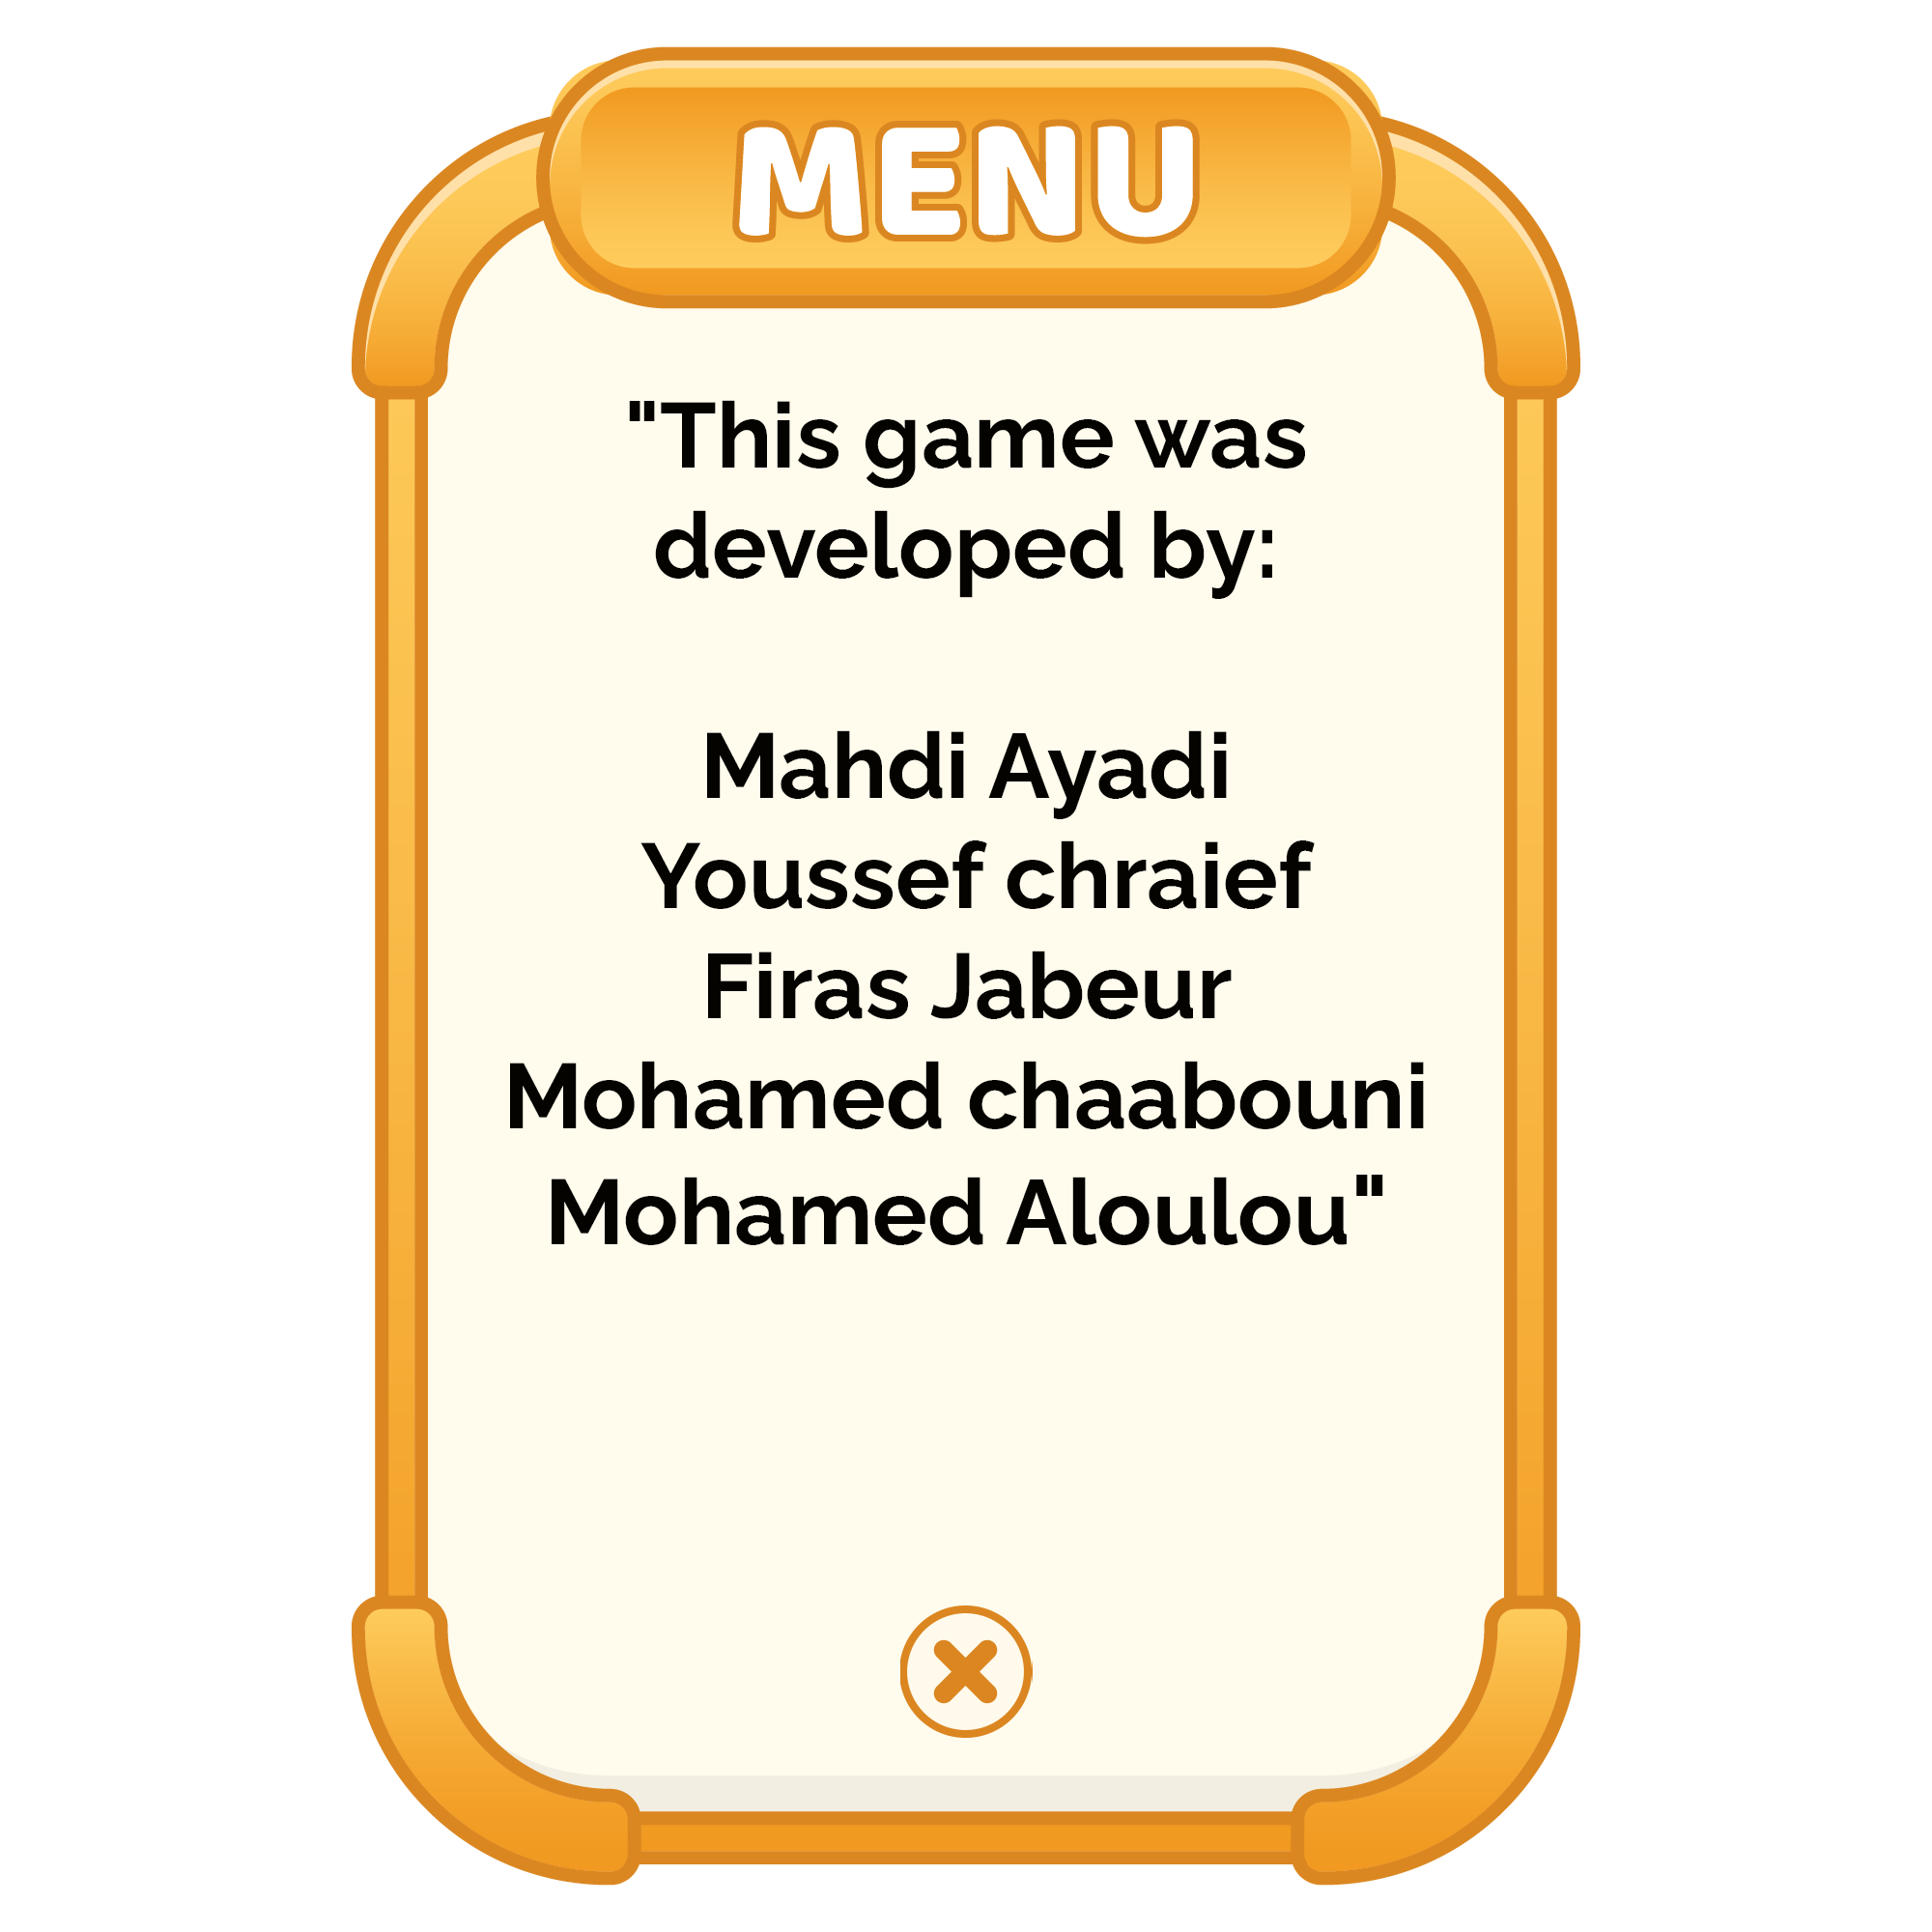 MENU
"This game was
developed by:
Mahdi Ayadi
Youssef chraief
Firas Jabeur
Mohamed chaabouni
Mohamed Aloulou"